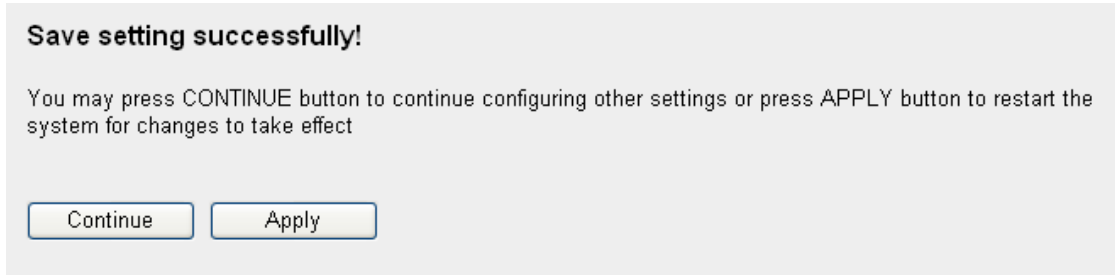 Save setting successfully!
You may press CONTINUE button to continue configuring other settings or press APPLY button to restart the
system for changes to take effect
Continue Apply